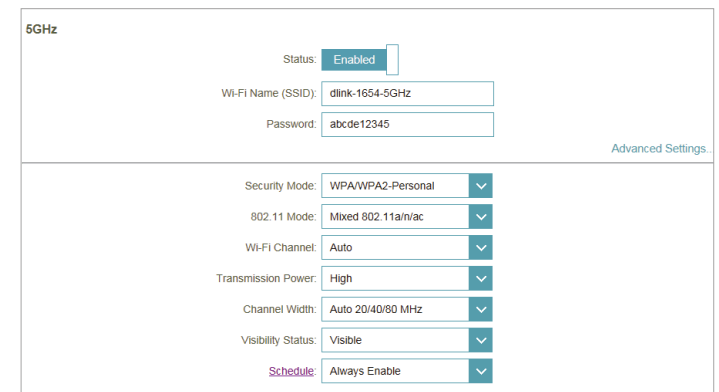 5GHz
Status: Enabled
Wi-Fi Name (SSID): dlink-1654-5GHz
Password: abcde12345
Advanced Settings..
Security Mode: WPA/WPA2-Personal
802.11 Mode: Mixed 802.11a/n/ac
Wi-Fi Channel: Auto
Transmission Power: High
Channel Width: Auto 20/40/80 MHz
Visibility Status: Visible
Schedule: Always Enable